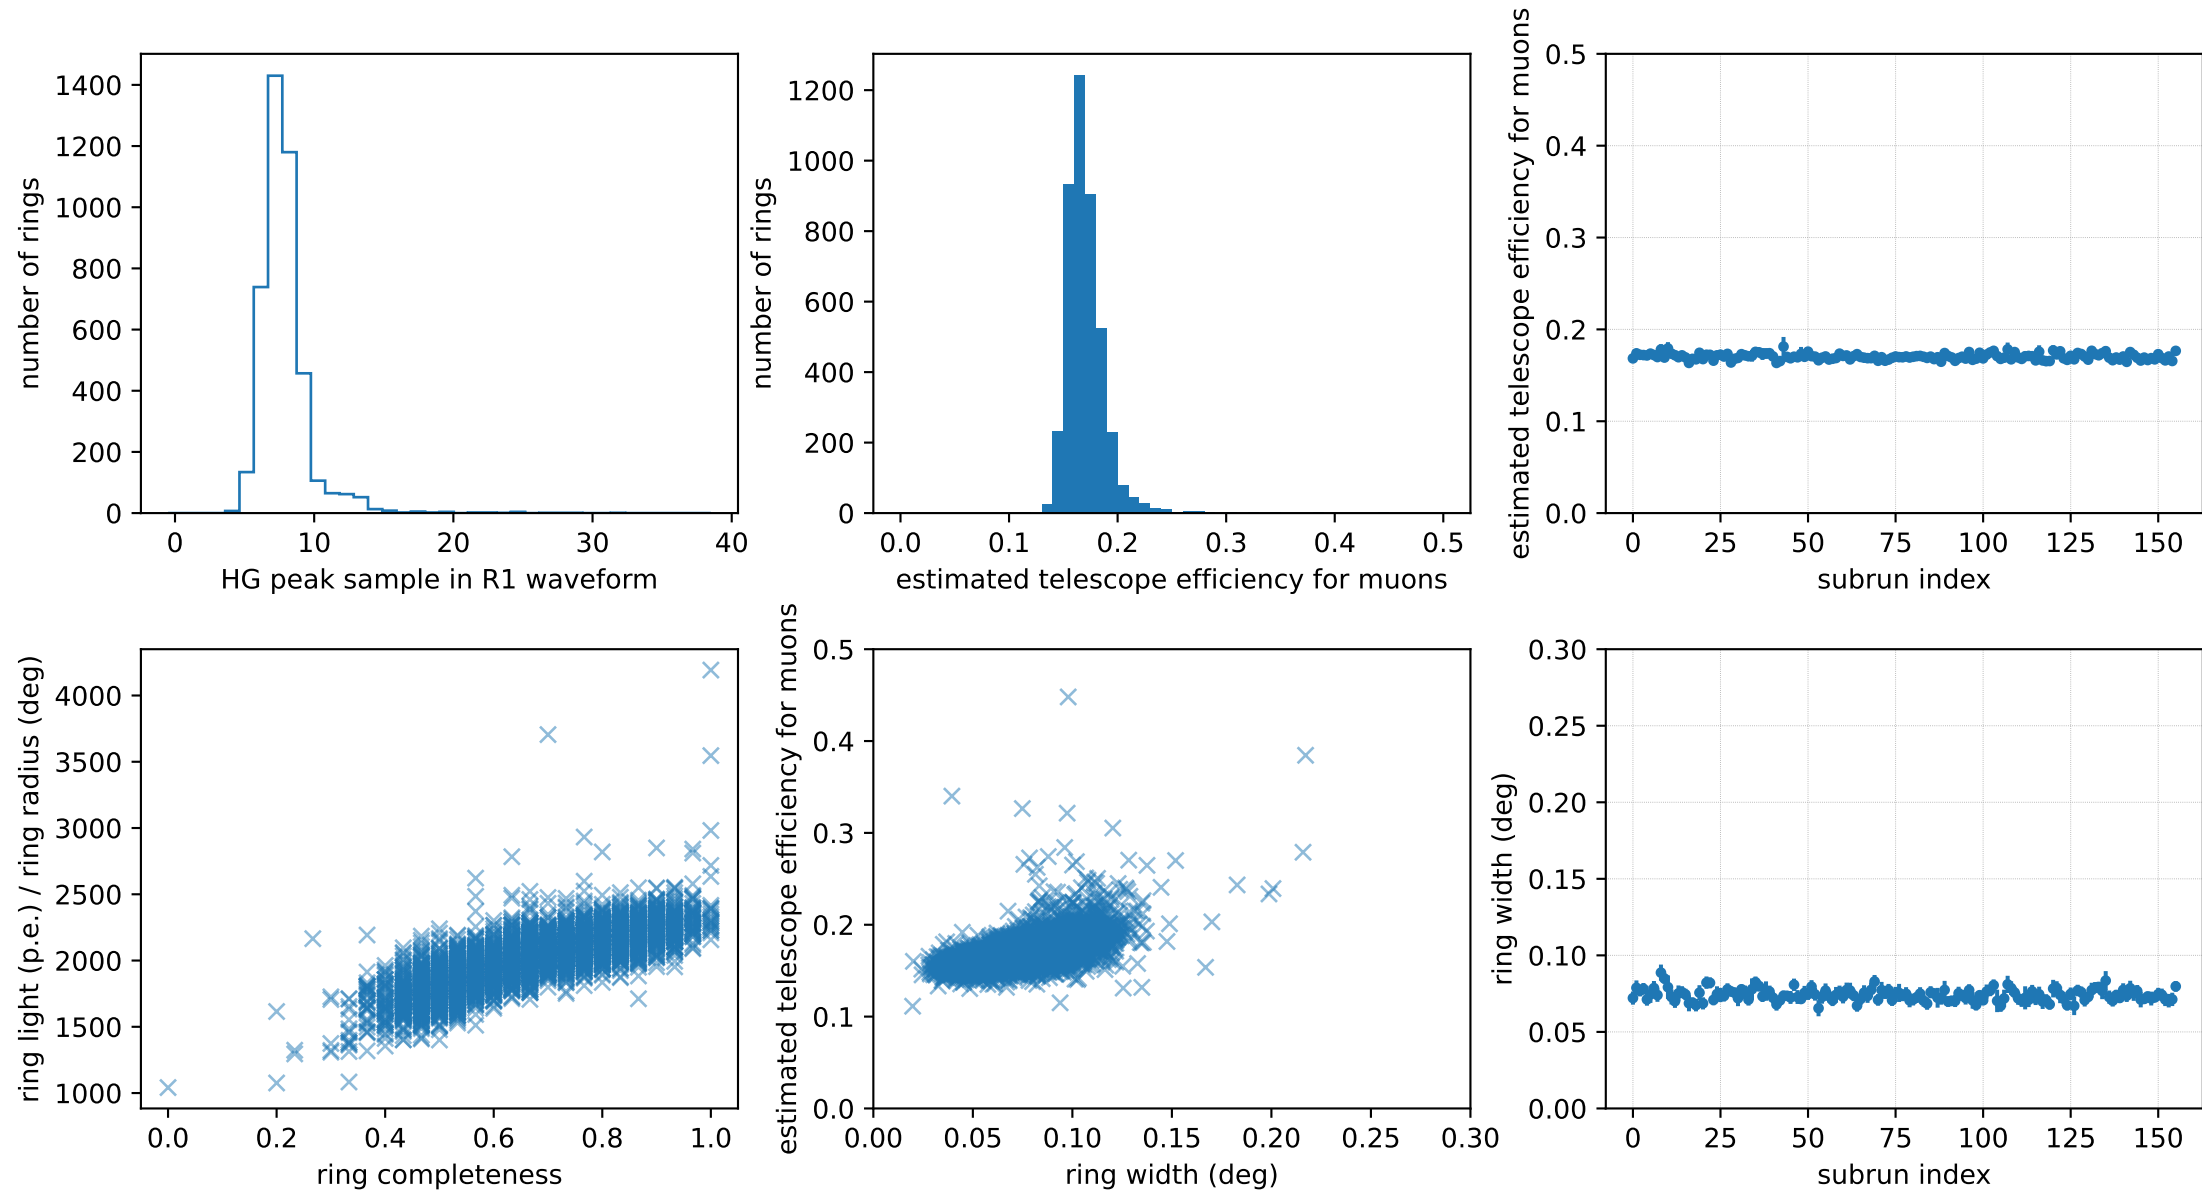 number of rings
1400
1200
1000
800
600
400
200
0
0 10 20 30 40
HG peak sample in R1 waveform
number of rings
1200
1000
800
600
400
200
0
0.0 0.1 0.2 0.3 0.4 0.5
estimated telescope efficiency for muons
estimated telescope efficiency for muons
0.5
0.4
0.3
0.2
0.1
0.0
0 25 50 75 100 125 150
subrun index
ring light (p.e.) / ring radius (deg)
4000
3500
3000
2500
2000
1500
1000
0.0 0.2 0.4 0.6 0.8 1.0
ring completeness
estimated telescope efficiency for muons
0.5
0.4
0.3
0.2
0.1
0.0
0.00 0.05 0.10 0.15 0.20 0.25 0.30
ring width (deg)
ring width (deg)
0.30
0.25
0.20
0.15
0.10
0.05
0.00
0 25 50 75 100 125 150
subrun index